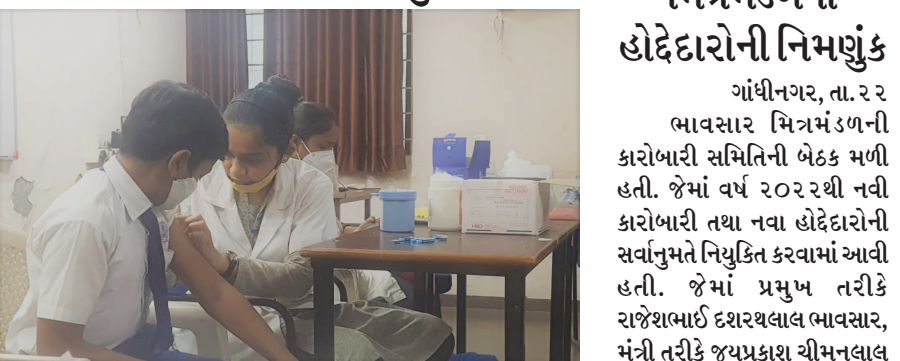 હોદ્દેદારોની નિમણુંક
ગાંધીનગર, તા.૨૨
ભાવસાર મિત્રમંડળની
કારોબારી સમિતિની બેઠક મળી
હતી. જેમાં વર્ષ ૨૦૨૨થી નવી
કારોબારી તથા નવા હોદ્દેદારોની
સર્વાનુમતે નિયુકિત કરવામાં આવી
હતી. જેમાં પ્રમુખ તરીકે
રાજેશભાઈ દશરથલાલ ભાવસાર,
મંત્રી તરીકે જયપ્રકાશ ચીમનલાલ